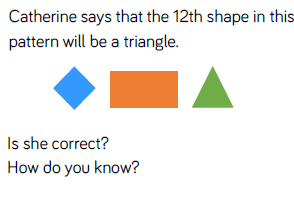 Catherine says that the 12th shape in this
pattern will be a triangle.
Is she correct?
How do you know?